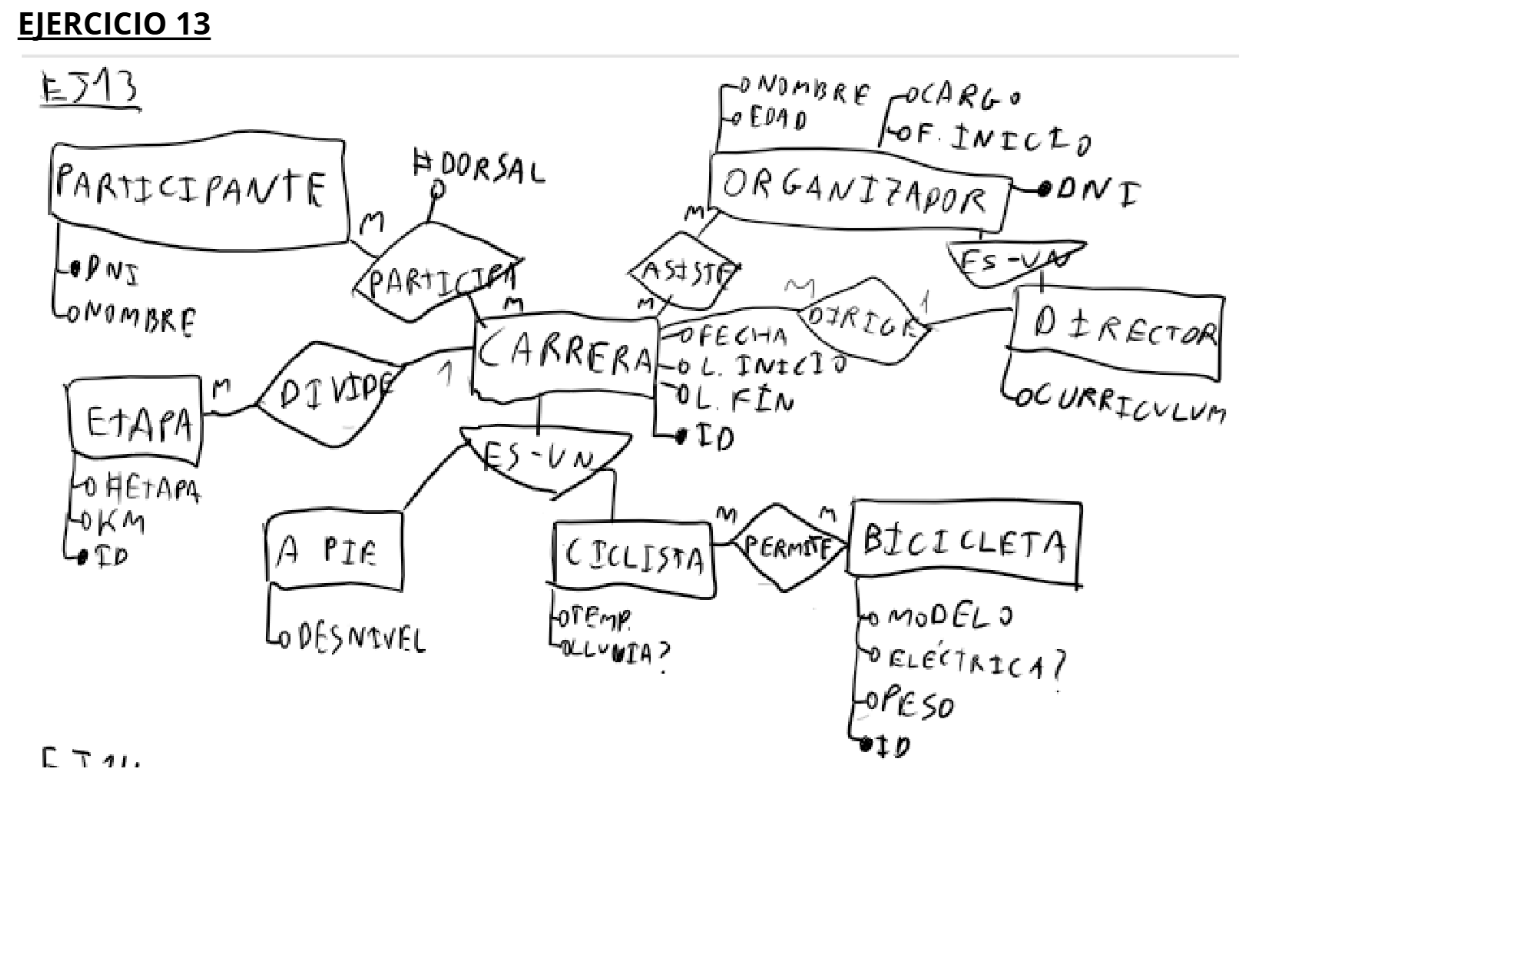 EJERCICIO 13
EJ13
NOMBRE
EDAD
CARGO
F. INICIO
PARTICIPANTE
#DORSAL
ORGANIZADOR
DNI
M
M
PARTICIPA
ASISTE
ES-UN
DNI
NOMBRE
M
M
M
1
DIRIGE
DIRECTOR
CARRERA
FECHA
L. INICIO
L. FIN
ID
CURRICULUM
ETAPA
M
DIVIDE
1
#ETAPA
KM
ID
ES-UN
A PIE
DESNIVEL
CICLISTA
M
PERMITE
M
BICICLETA
TEMP.
LLUVIA?
MODELO
ELÉCTRICA?
PESO
ID